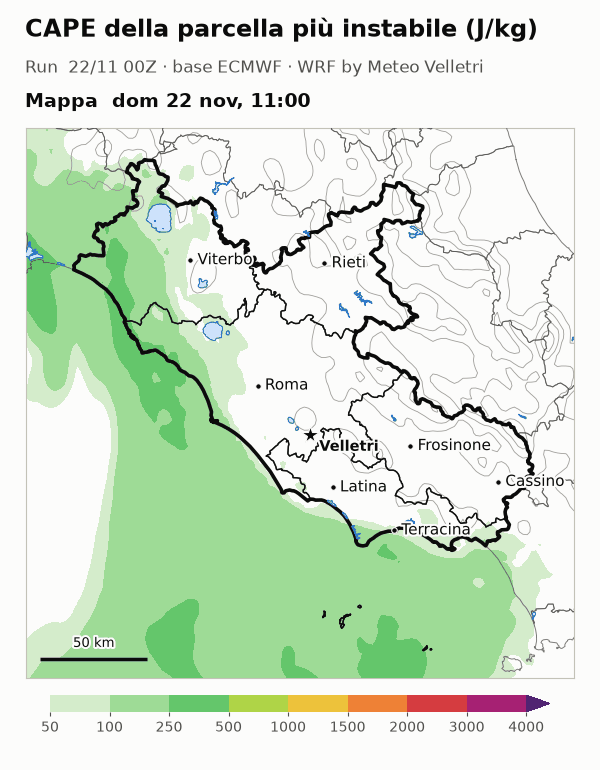 CAPE della parcella più instabile (J/kg)
Run  22/11 00Z · base ECMWF · WRF by Meteo Velletri
Mappa  dom 22 nov, 11:00
Viterbo
Rieti
Roma
Velletri
Frosinone
Cassino
Latina
Terracina
50 km
50 100 250 500 1000 1500 2000 3000 4000